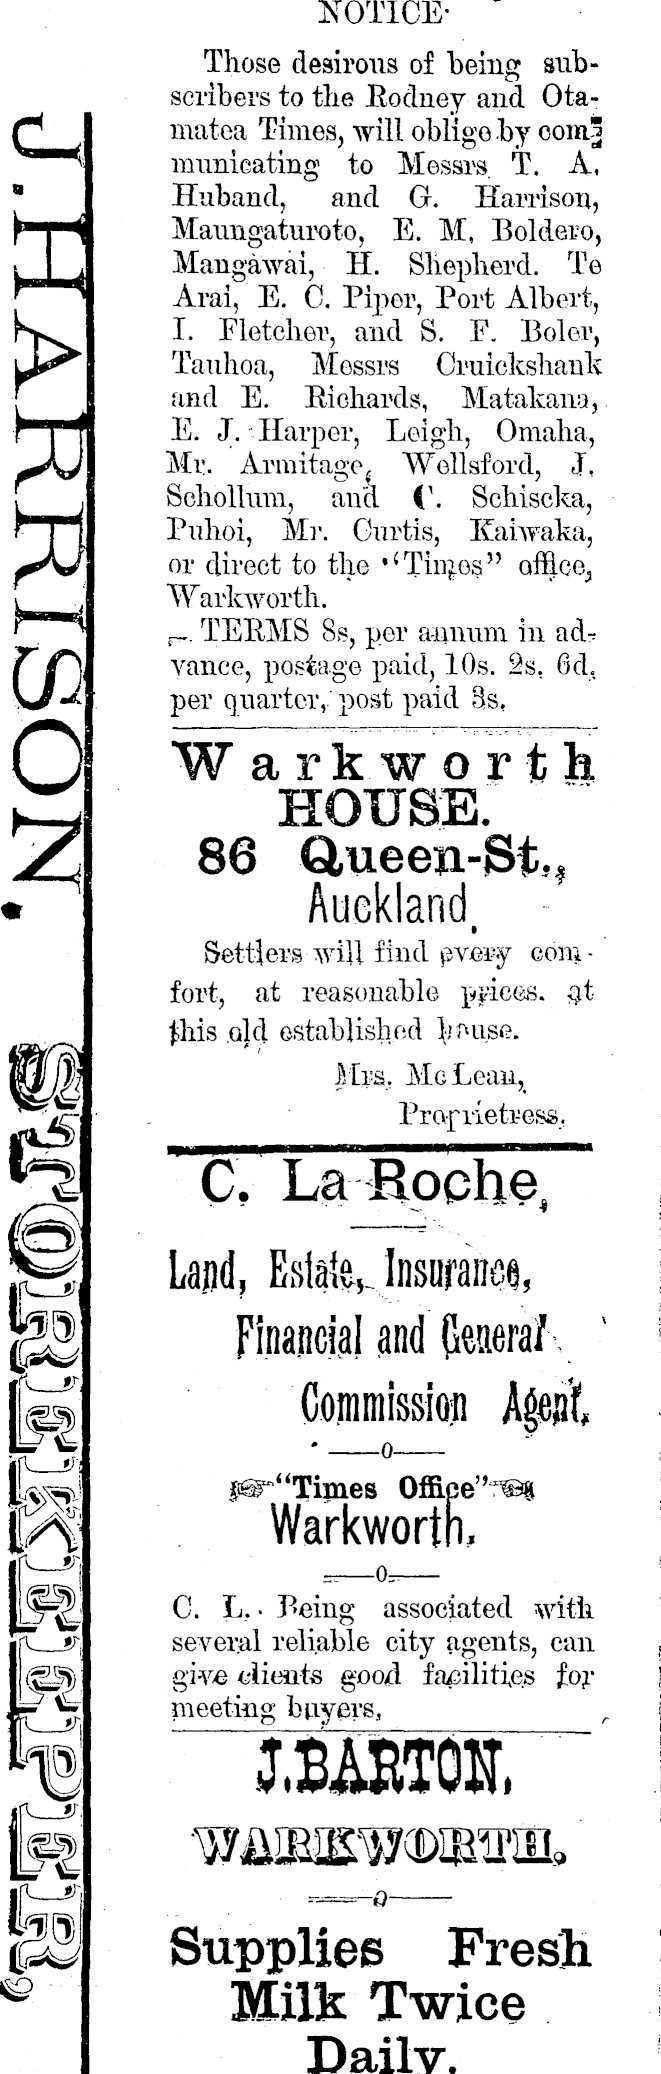 J. HARRISON.
STOREKEEPER,
NOTICE.
Those desirous of being sub-
scribers to the Rodney and Ota-
matea Times, will oblige by com-
municating to Messrs. T. A.
Huband, and G. Harrison,
Maungaturoto, E. M, Boldero,
Mangawai, H. Shepherd. Te
Arai, E. C. Piper, Port Albert,
I. Fletcher, and S. F. Boler,
Tauhoa, Messrs Cruickshank
and E. Richards, Matakana,
E. J. Harper, Leigh, Omaha,
Mr. Armitage, Wellsford, J.
Schollum, and C. Schiscka,
Puhoi, Mr. Curtis, Kaiwaka,
or direct to the "Times" office,
Warkworth.
TERMS 8s, per annum in ad-
vance, postage paid, 10s. 2s. 6d.
per quarter, post paid 3s.
Warkworth
HOUSE.
86 Queen-St.,
Auckland,
Settlers will find every com-
fort, at reasonable prices. at
this old established house.
Mrs. McLean,
Proprietress.
C. La Roche,
Land, Estate, Insurance,
Financial and General
Commission Agent,
—o—
"Times Office"
Warkworth,
—o—
C. L. Being associated with
several reliable city agents, can
give clients good facilities for
meeting buyers,
J. BARTON,
WARKWORTH.
—o—
Supplies Fresh
Milk Twice
Daily.